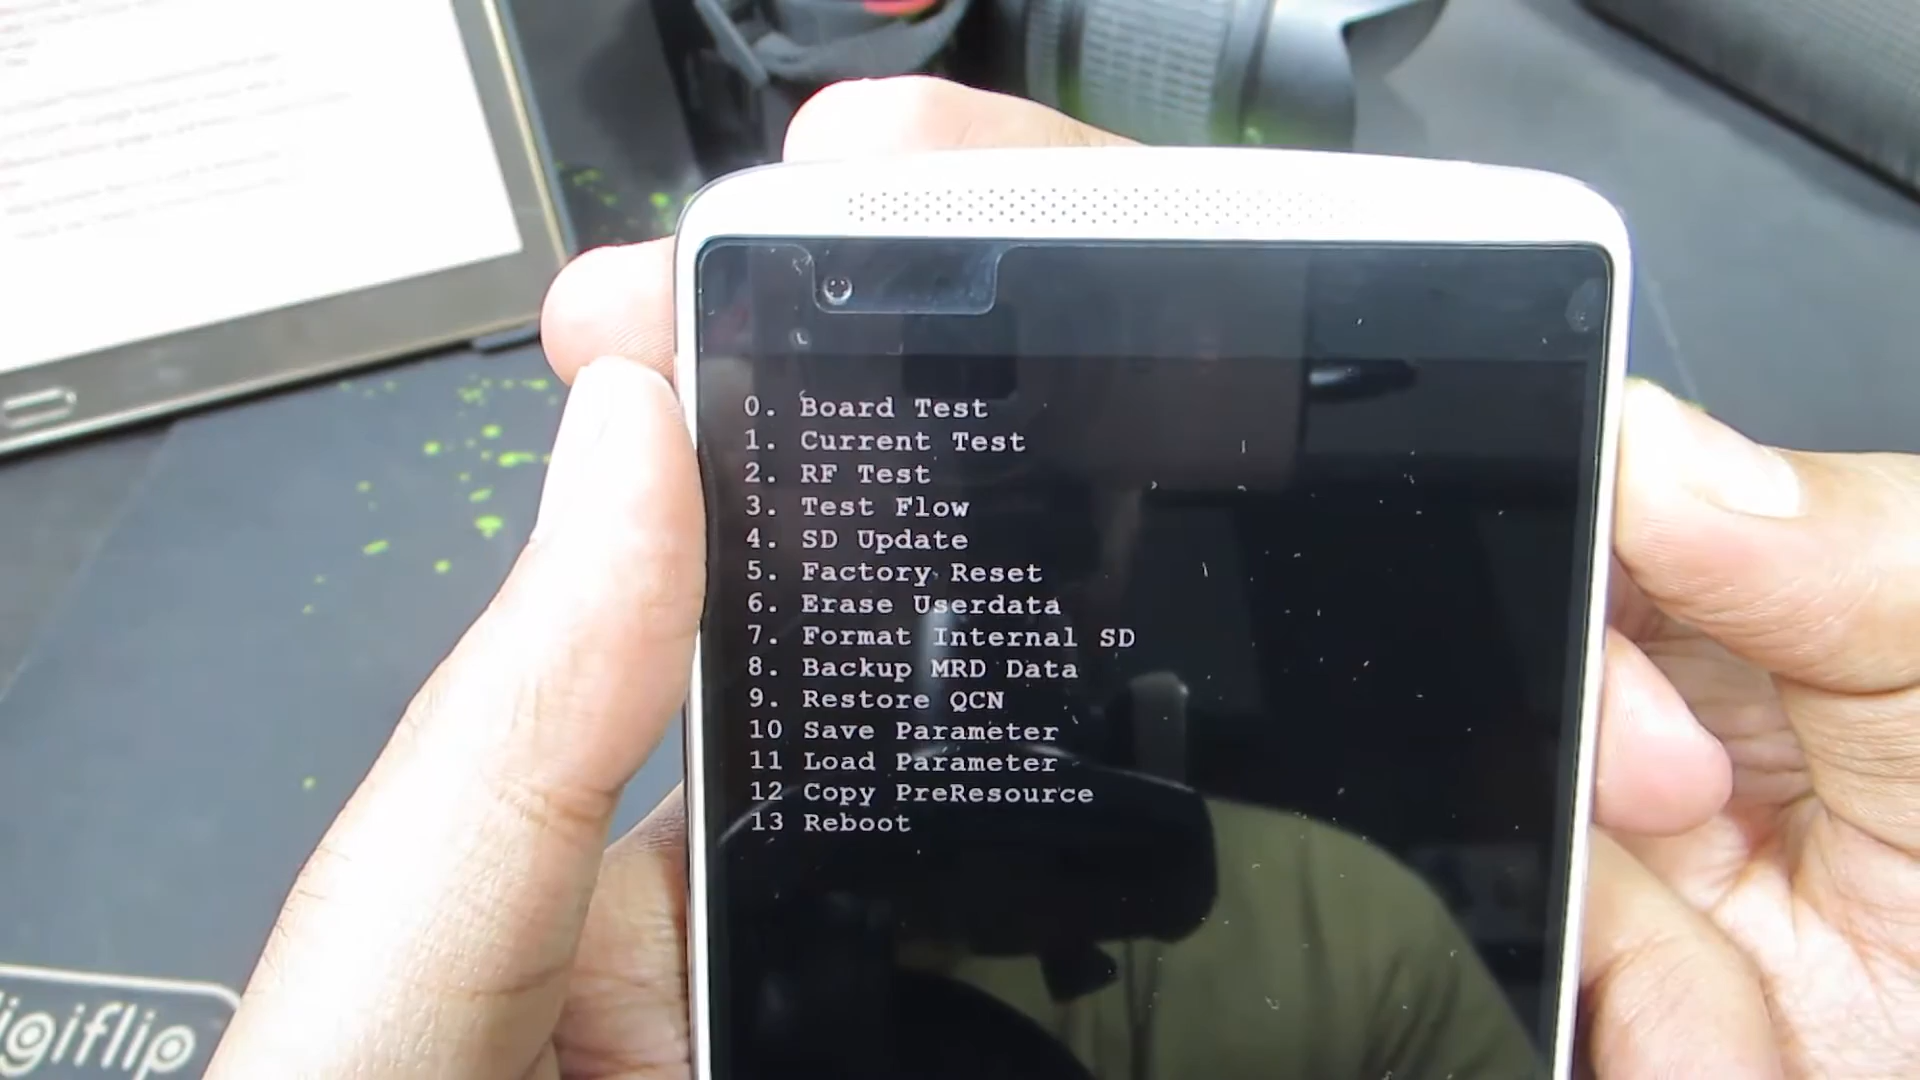 0. Board Test
1. Current Test
2. RF Test
3. Test Flow
4. SD Update
5. Factory Reset
6. Erase Userdata
7. Format Internal SD
8. Backup MRD Data
9. Restore QCN
10 Save Parameter
11 Load Parameter
12 Copy PreResource
13 Reboot
igiflip